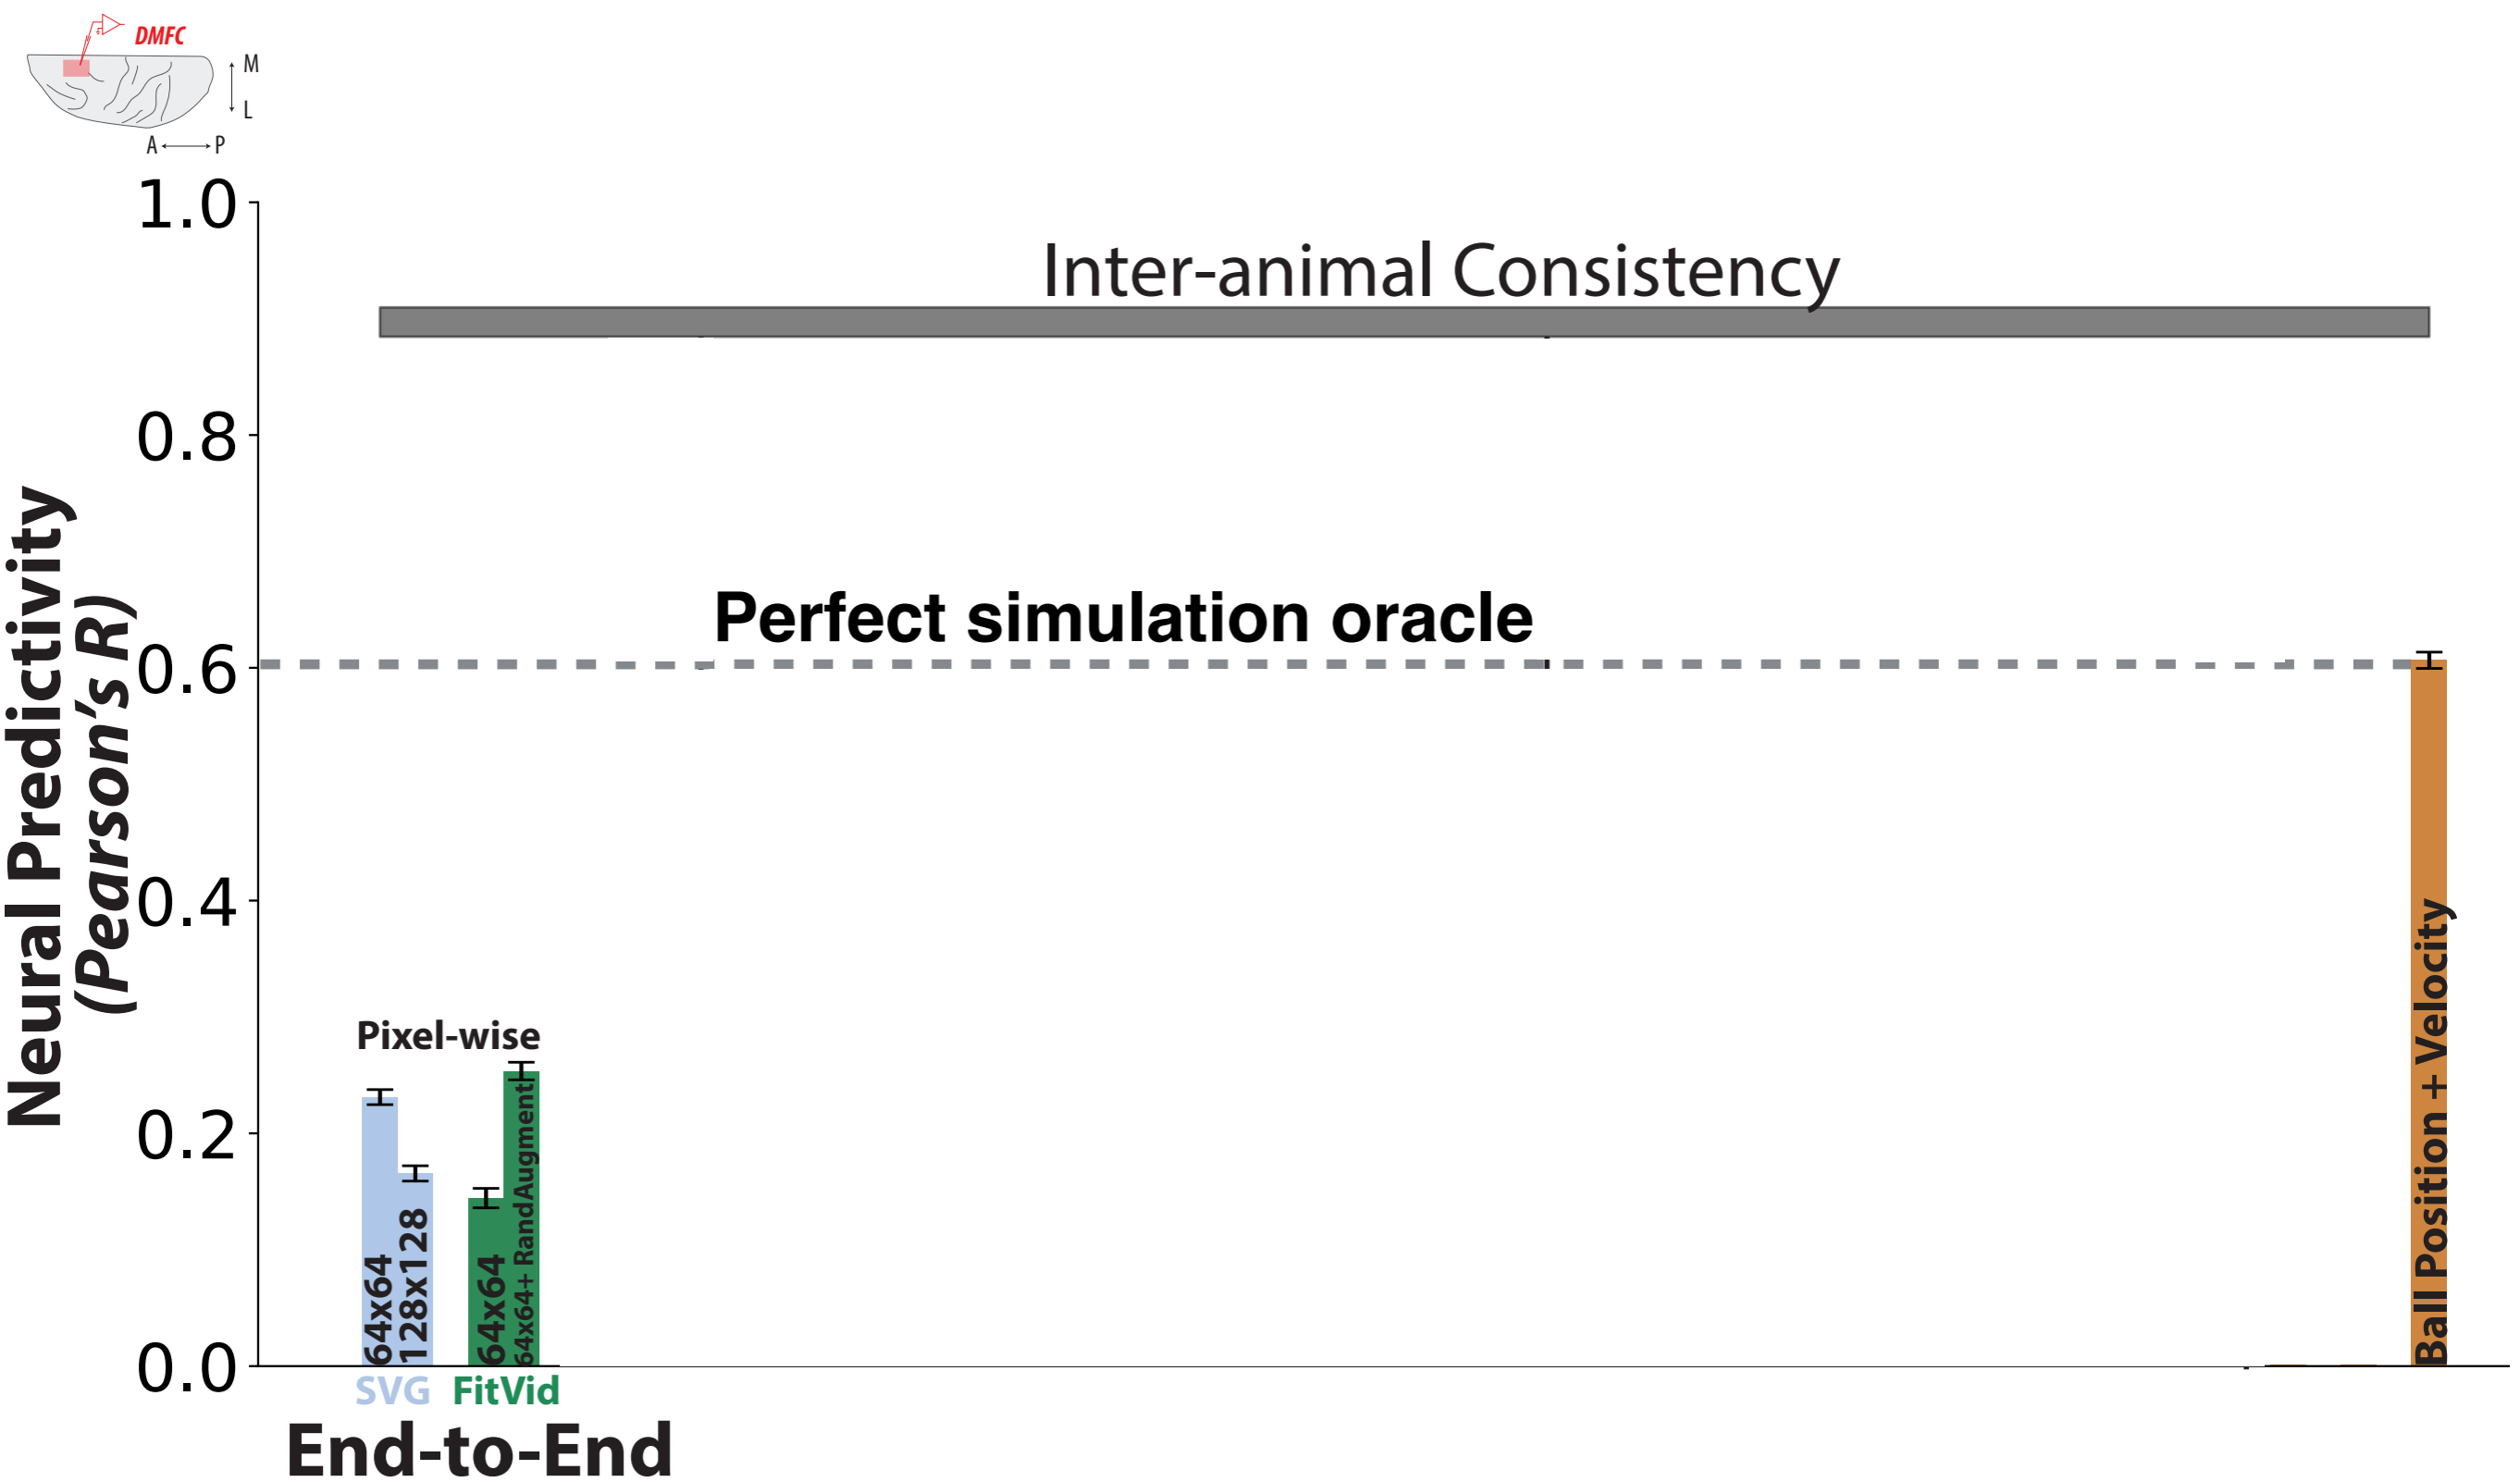 DMFC
M
L
A
P
1.0
Inter-animal Consistency
0.8
Perfect simulation oracle
0.6
0.4
0.2
0.0
Neural Predictivity
(Pearson's R)
Pixel-wise
64x64
128x128
64x64
64x64+ RandAugment
Ball Position + Velocity
SVG
FitVid
End-to-End